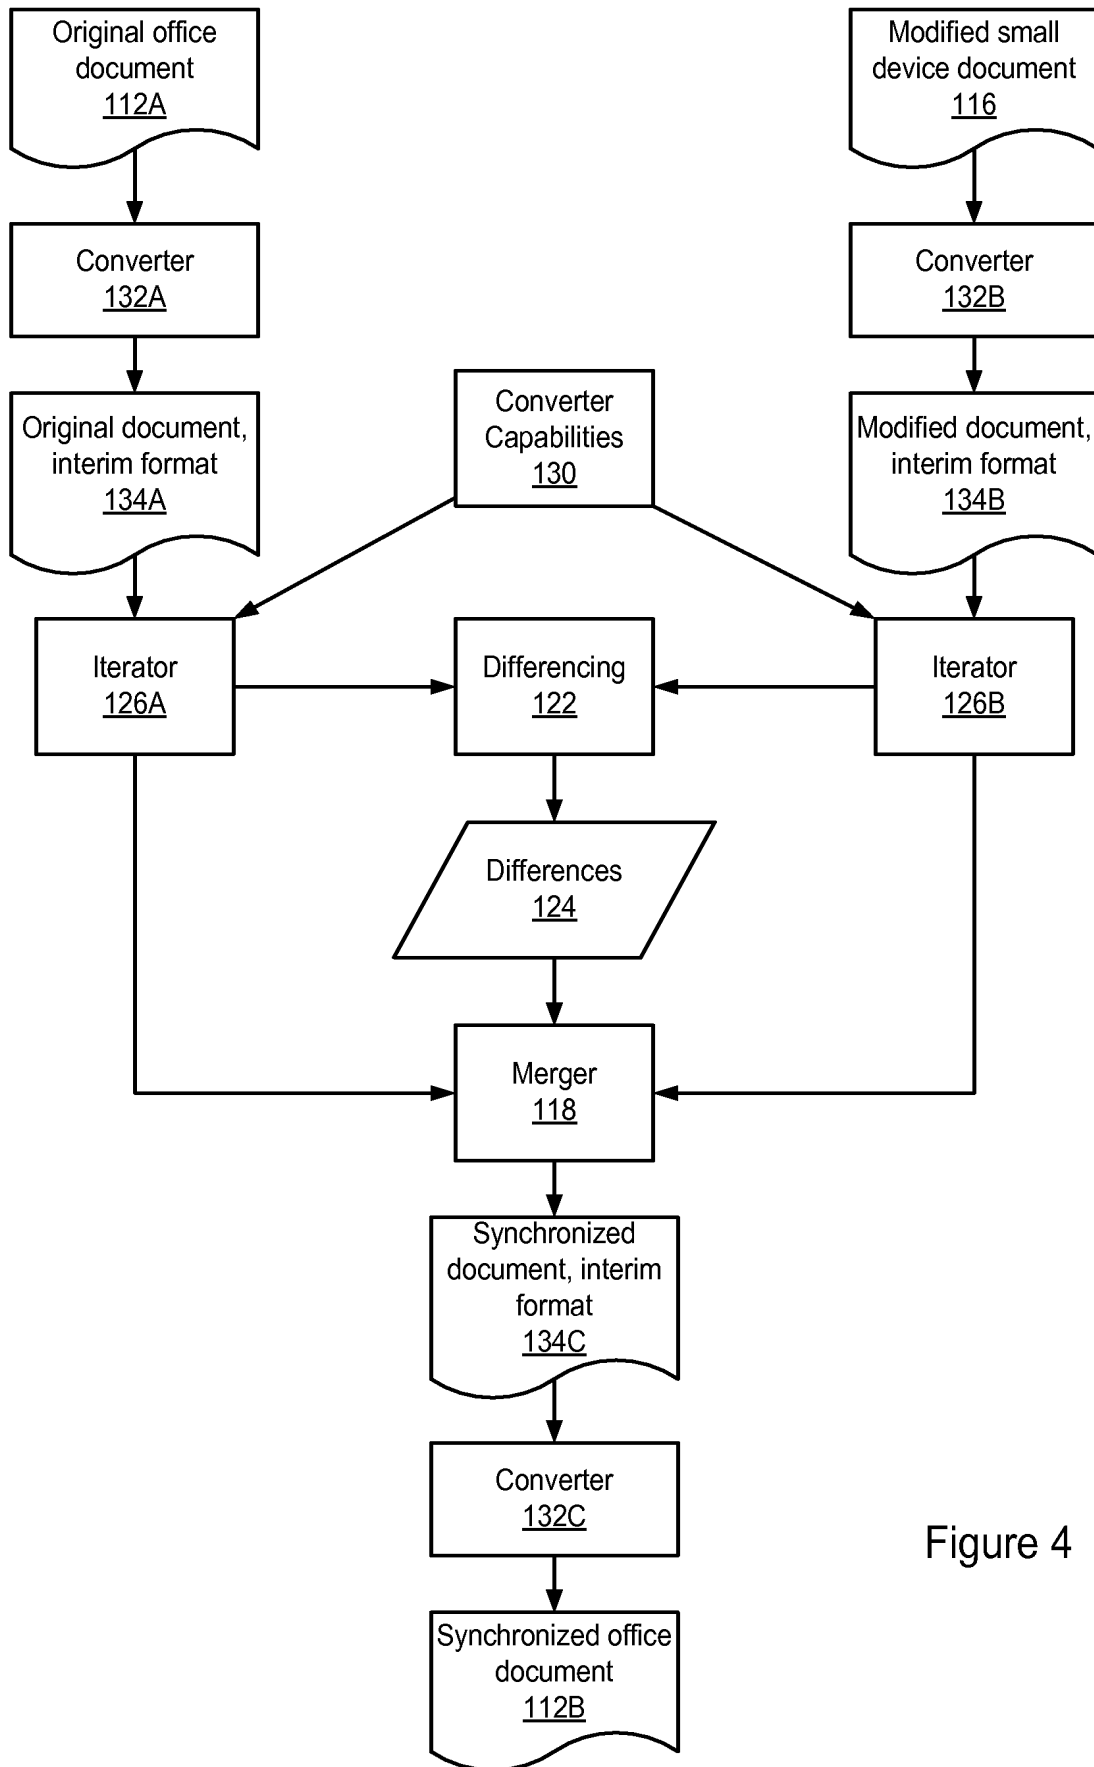 Original office
document
112A
Modified small
device document
116
Converter
132A
Converter
132B
Original document,
interim format
134A
Converter
Capabilities
130
Modified document,
interim format
134B
Iterator
126A
Differencing
122
Iterator
126B
Differences
124
Merger
118
Synchronized
document, interim
format
134C
Converter
132C
Figure 4
Synchronized office
document
112B